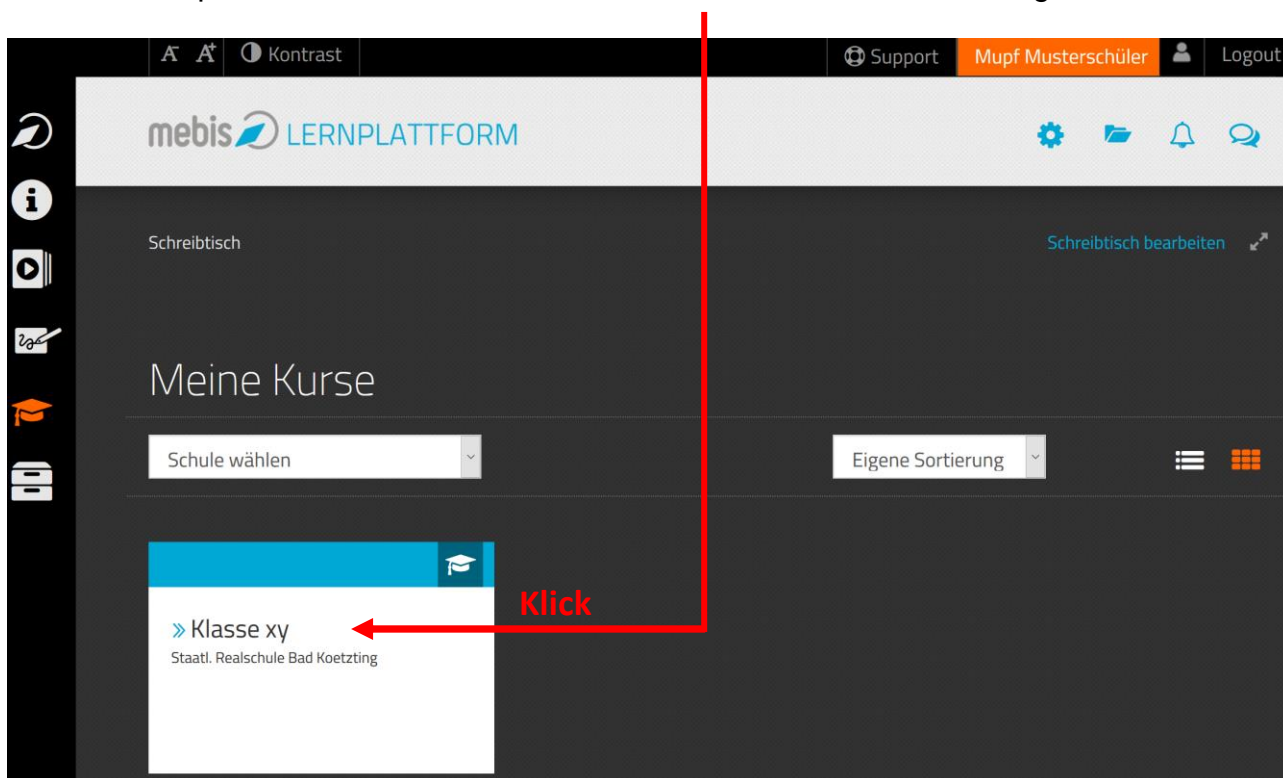 A- A+ Kontrast Support Mupf Musterschüler Logout
mebis LERNPLATTFORM
Schreibtisch Schreibtisch bearbeiten
Meine Kurse
Schule wählen Eigene Sortierung
Klick
» Klasse xy
Staatl. Realschule Bad Koetzting